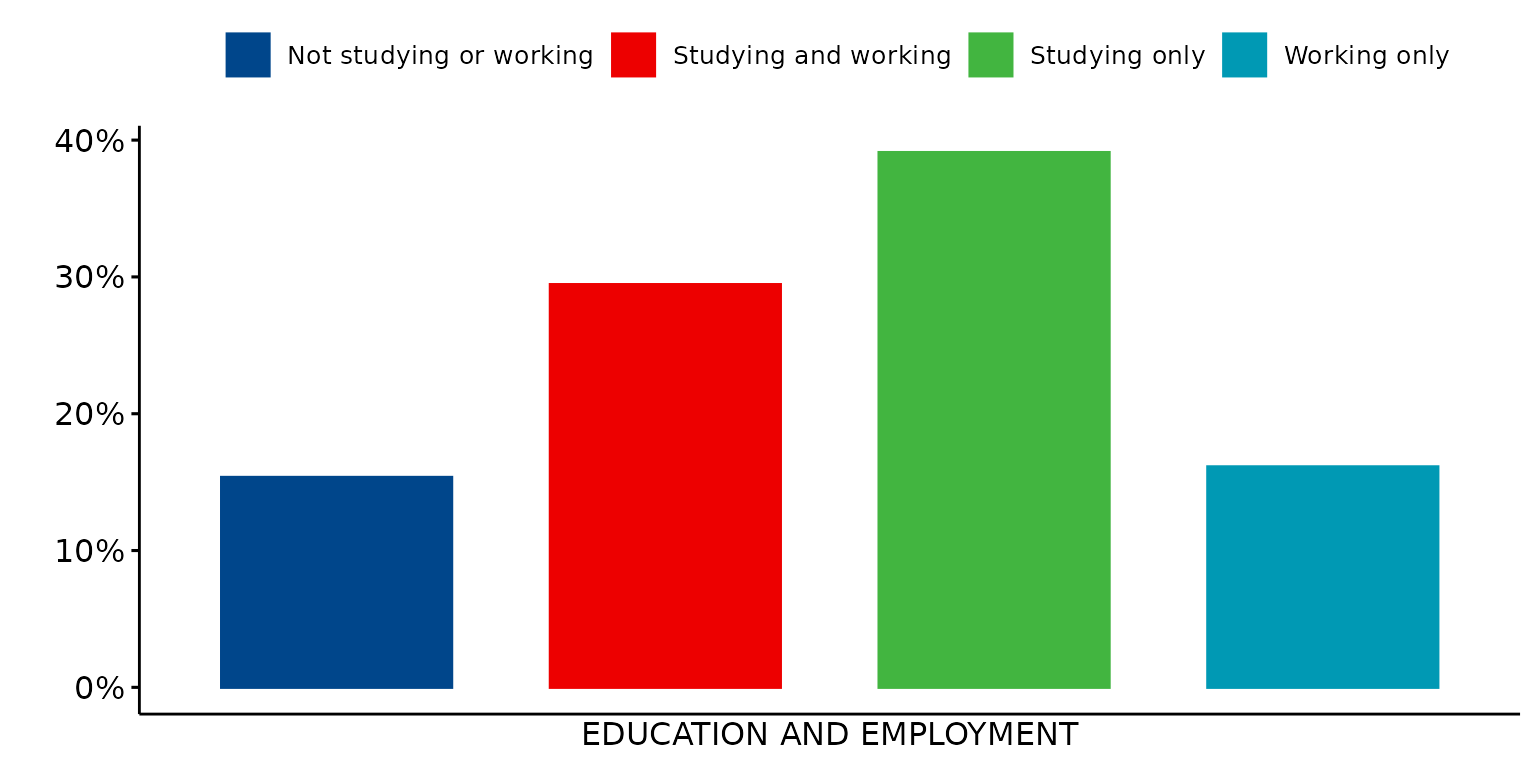 Not studying or working Studying and working Studying only Working only
40%
30%
20%
10%
0%
EDUCATION AND EMPLOYMENT